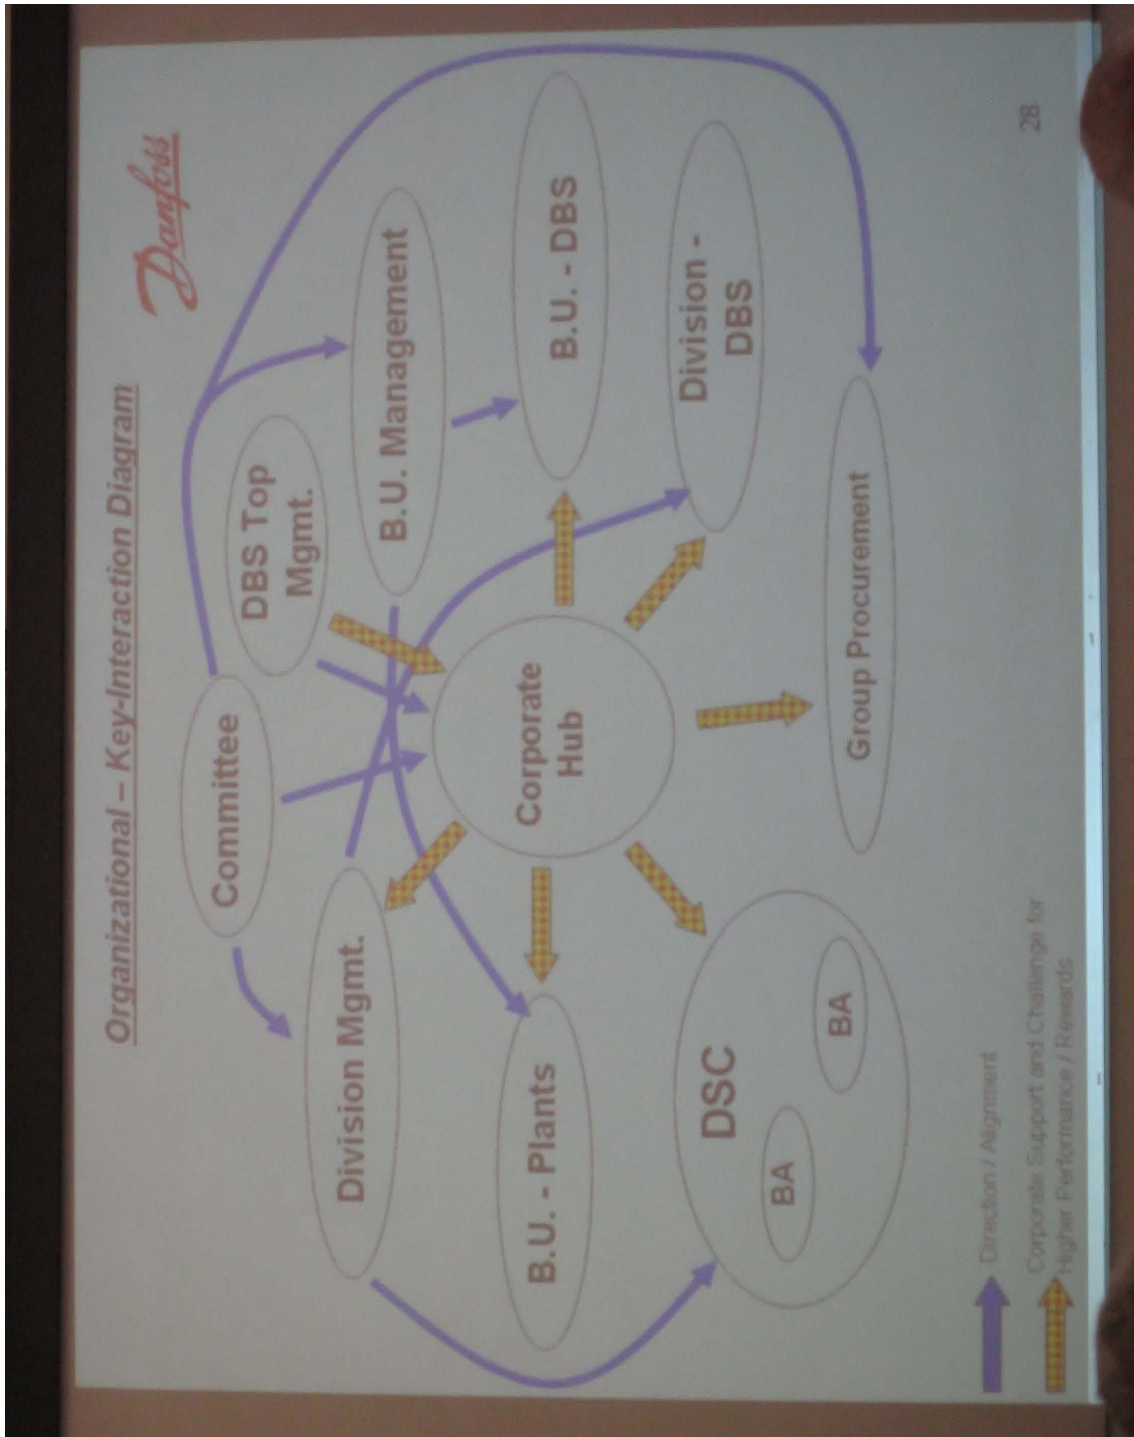 Danfoss
Organizational – Key-Interaction Diagram
Committee
DBS Top
Mgmt.
Division Mgmt.
B.U. Management
Corporate
Hub
B.U. - Plants
B.U. - DBS
DSC
BA
BA
Division -
DBS
Group Procurement
Direction / Alignment
Corporate Support and Challenge for
Higher Performance / Rewards
28